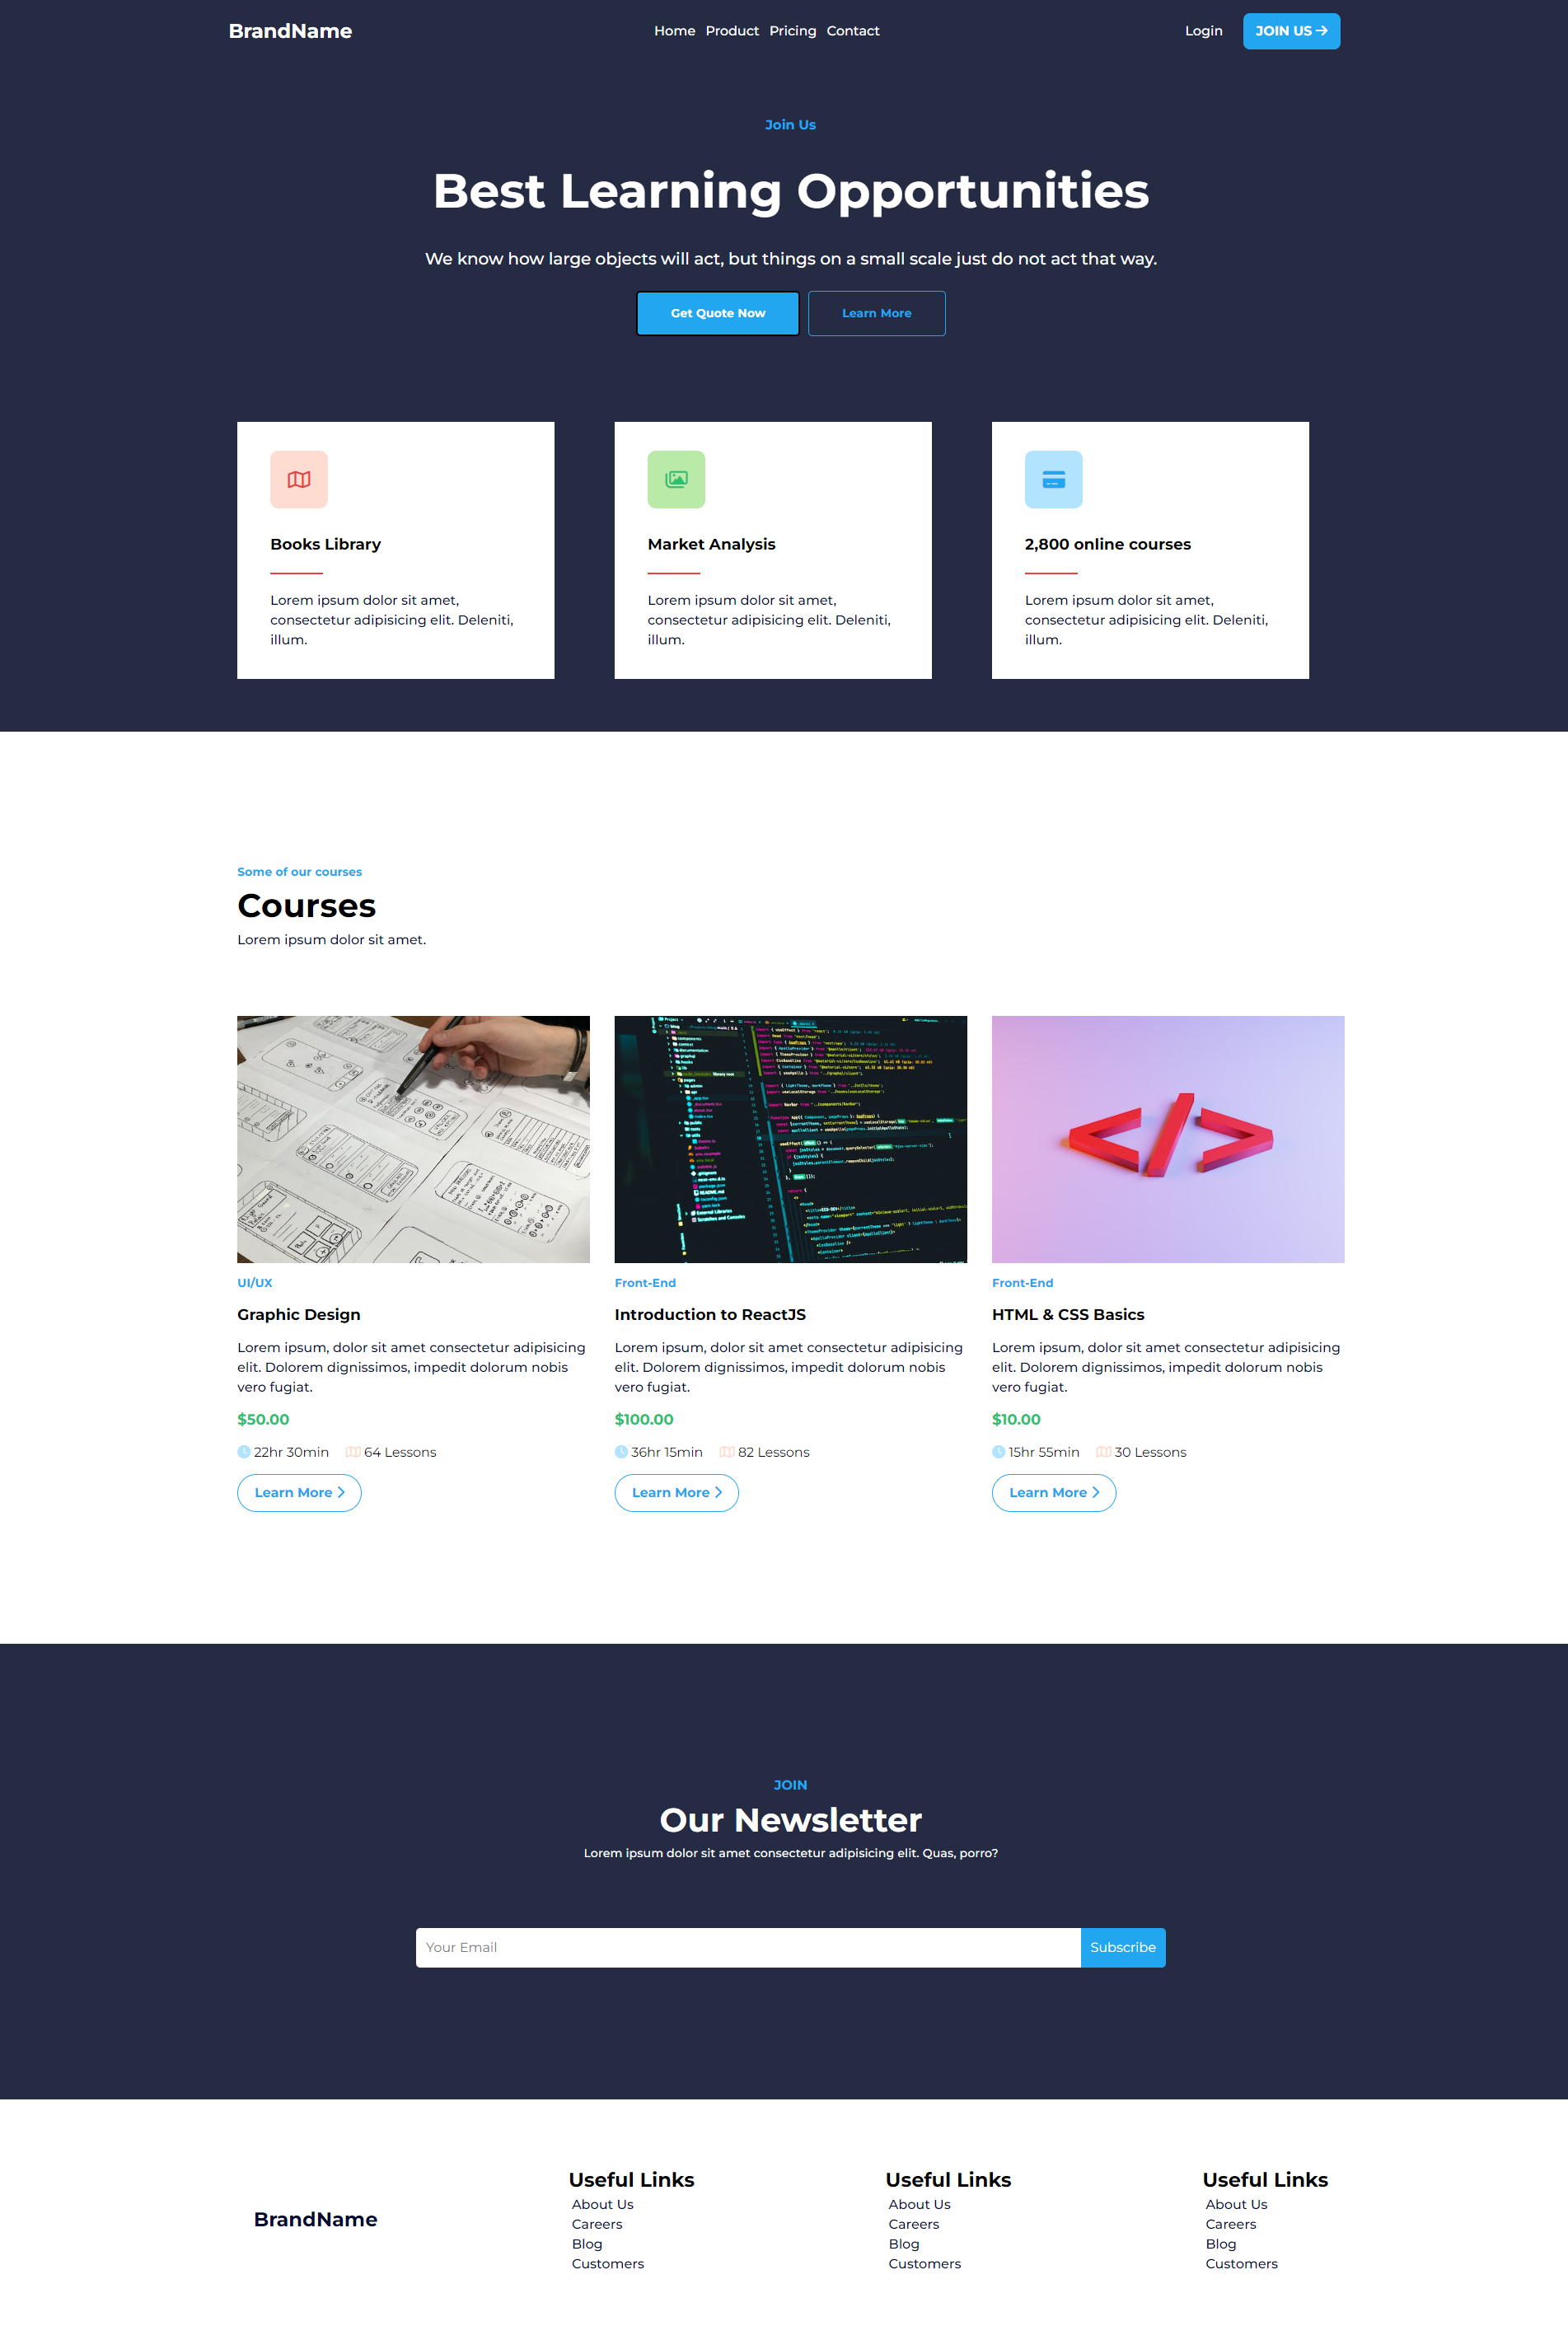 BrandName
Home Product Pricing Contact
Login
JOIN US
Join Us
Best Learning Opportunities
We know how large objects will act, but things on a small scale just do not act that way.
Get Quote Now
Learn More
Books Library
Lorem ipsum dolor sit amet,
consectetur adipisicing elit. Deleniti,
illum.
Market Analysis
Lorem ipsum dolor sit amet,
consectetur adipisicing elit. Deleniti,
illum.
2,800 online courses
Lorem ipsum dolor sit amet,
consectetur adipisicing elit. Deleniti,
illum.
Some of our courses
Courses
Lorem ipsum dolor sit amet.
UI/UX
Graphic Design
Lorem ipsum, dolor sit amet consectetur adipisicing
elit. Dolorem dignissimos, impedit dolorum nobis
vero fugiat.
$50.00
22hr 30min 64 Lessons
Learn More
Front-End
Introduction to ReactJS
Lorem ipsum, dolor sit amet consectetur adipisicing
elit. Dolorem dignissimos, impedit dolorum nobis
vero fugiat.
$100.00
36hr 15min 82 Lessons
Learn More
</>
Front-End
HTML & CSS Basics
Lorem ipsum, dolor sit amet consectetur adipisicing
elit. Dolorem dignissimos, impedit dolorum nobis
vero fugiat.
$10.00
15hr 55min 30 Lessons
Learn More
JOIN
Our Newsletter
Lorem ipsum dolor sit amet consectetur adipisicing elit. Quas, porro?
Your Email
Subscribe
BrandName
Useful Links
About Us
Careers
Blog
Customers
Useful Links
About Us
Careers
Blog
Customers
Useful Links
About Us
Careers
Blog
Customers